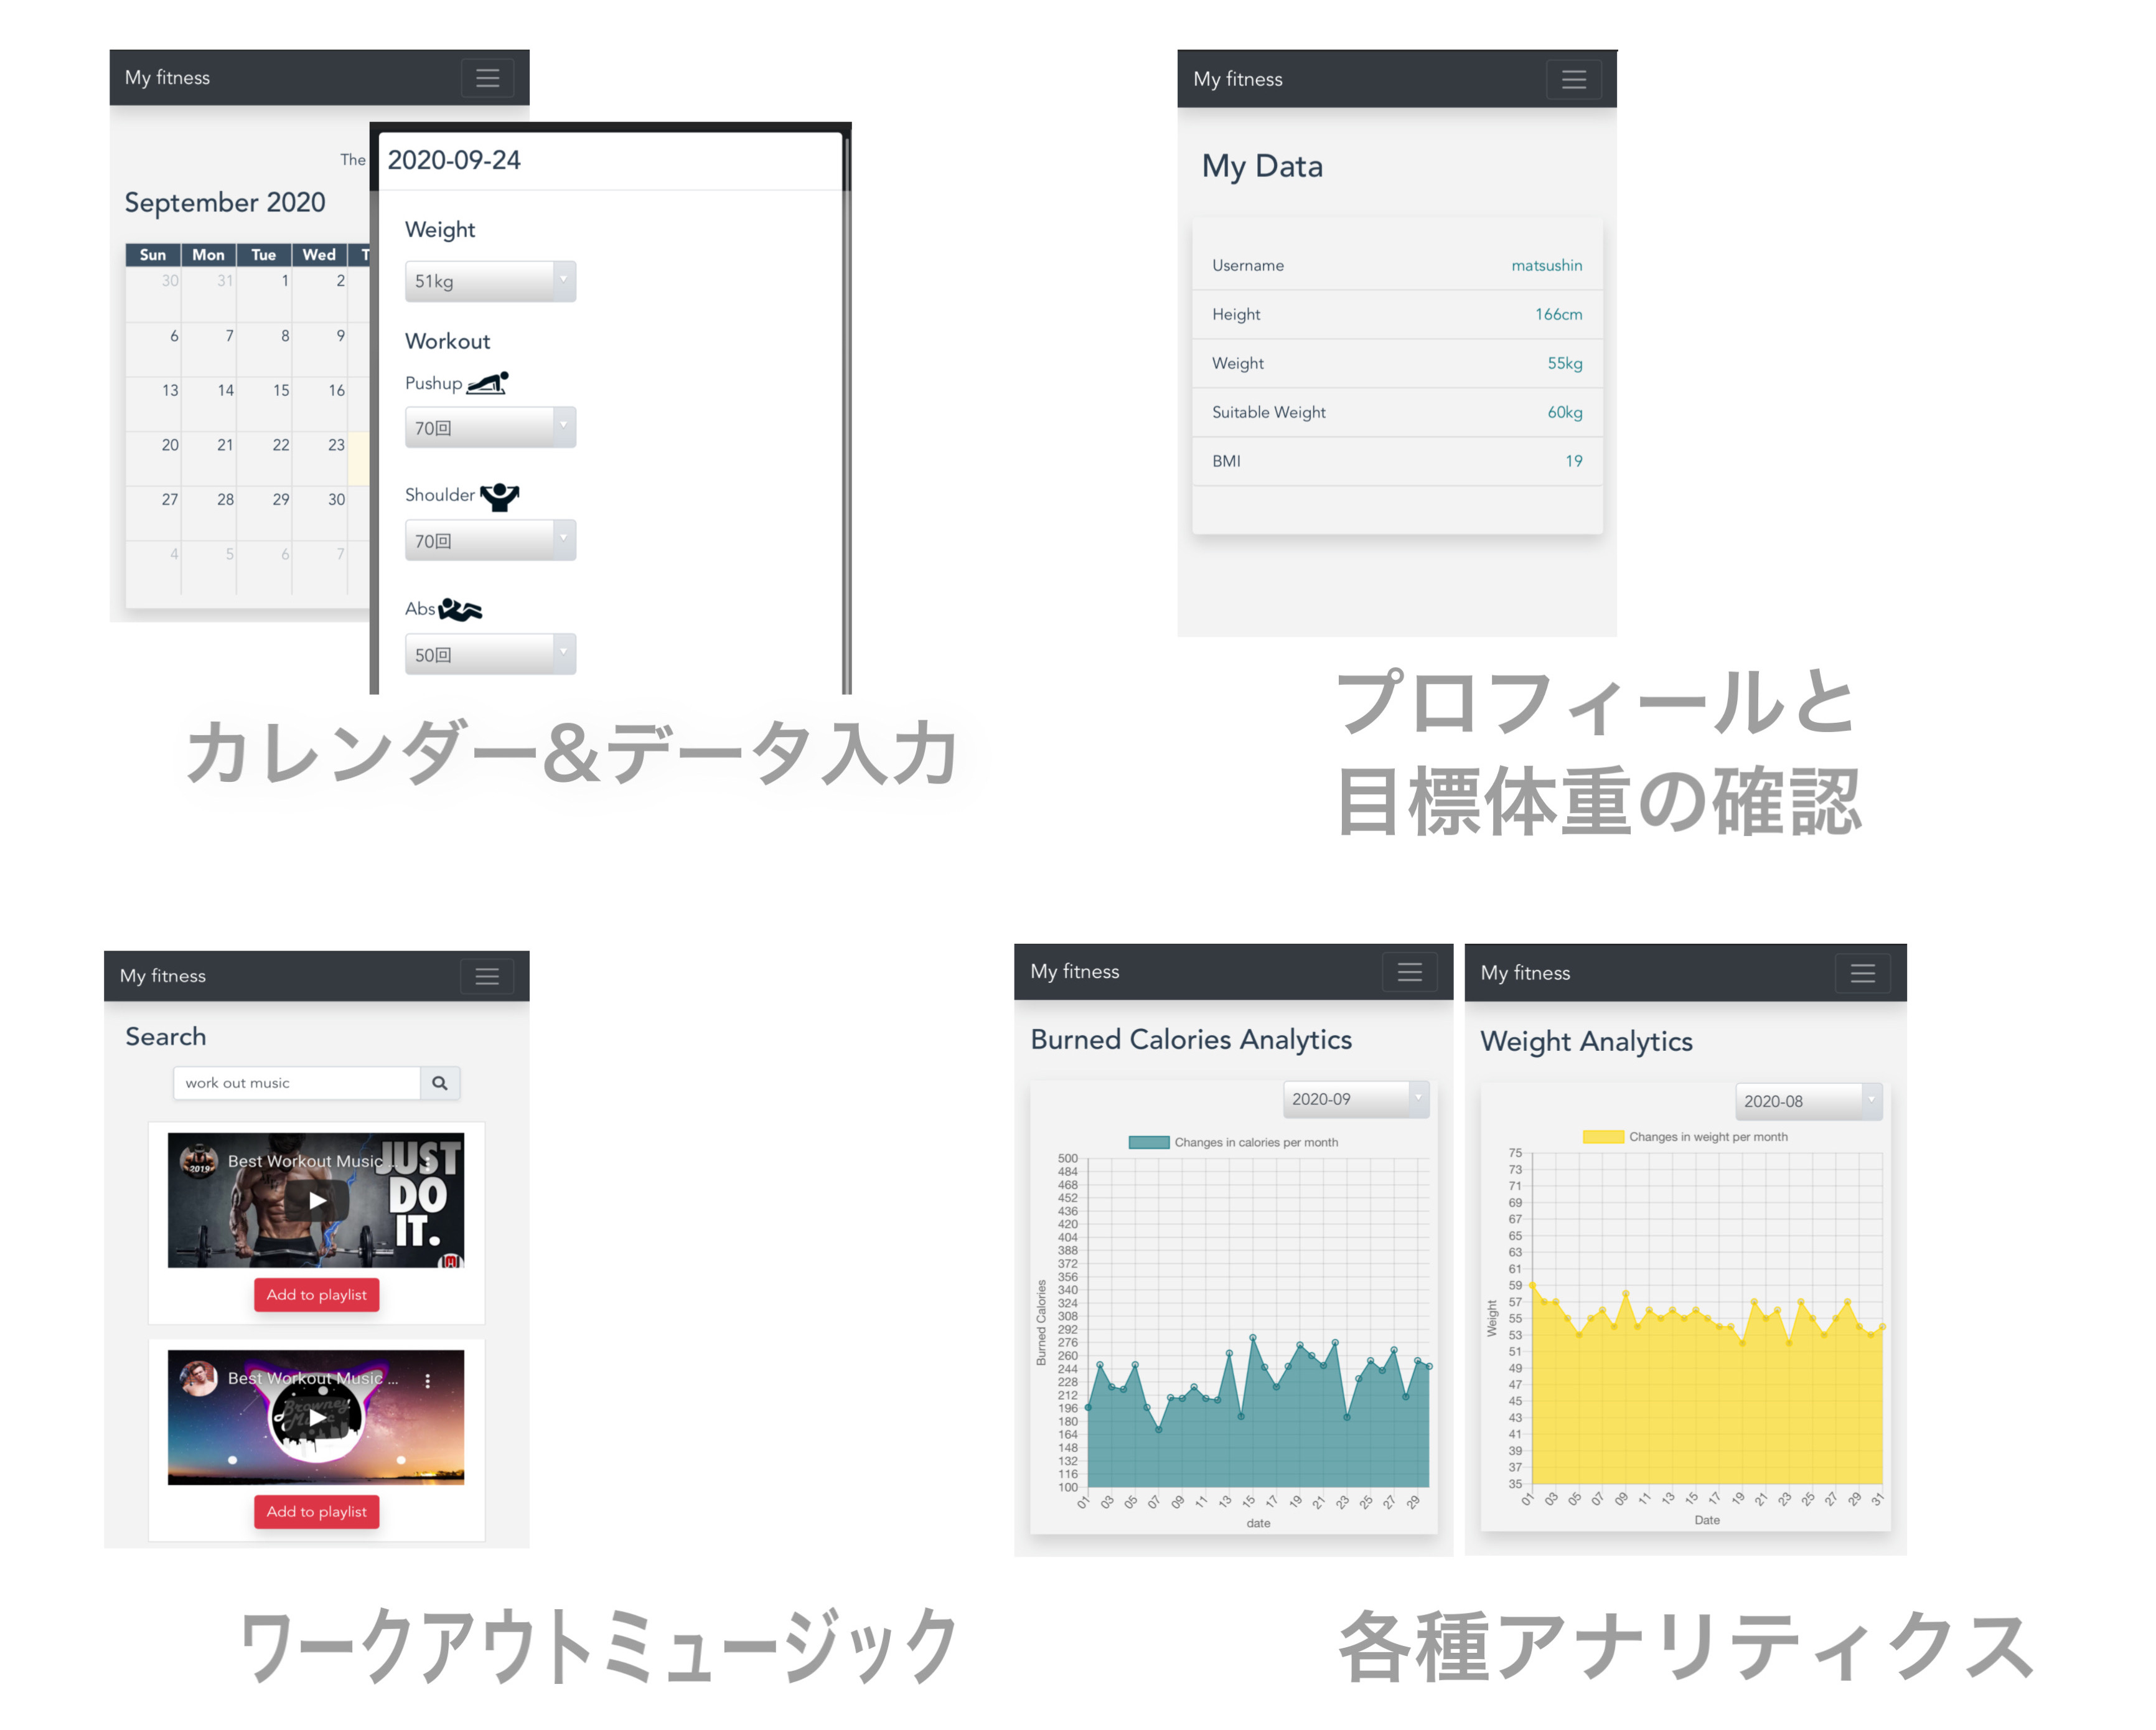 My fitness
The
September 2020
Sun Mon Tue Wed T
30 31 1 2
6 7 8 9
13 14 15 16
20 21 22 23
27 28 29 30
4 5 6 7
2020-09-24
Weight
51kg
Workout
Pushup
70回
Shoulder
70回
Abs
50回
カレンダー&データ入力
My fitness
My Data
Username matsushin
Height 166cm
Weight 55kg
Suitable Weight 60kg
BMI 19
プロフィールと
目標体重の確認
My fitness
Search
work out music
2019
Best Workout Music ...
JUST
DO
IT.
Add to playlist
Best Workout Music ...
Browney
Music
Add to playlist
ワークアウトミュージック
My fitness
Burned Calories Analytics
2020-09
Changes in calories per month
500
484
468
452
436
420
404
388
372
356
340
324
308
292
276
260
244
228
212
196
180
164
148
132
116
100
Burned Calories
01 03 05 07 09 11 13 15 17 19 21 23 25 27 29
date
My fitness
Weight Analytics
2020-08
Changes in weight per month
75
73
71
69
67
65
63
61
59
57
55
53
51
49
47
45
43
41
39
37
35
Weight
01 03 05 07 09 11 13 15 17 19 21 23 25 27 29 31
Date
各種アナリティクス